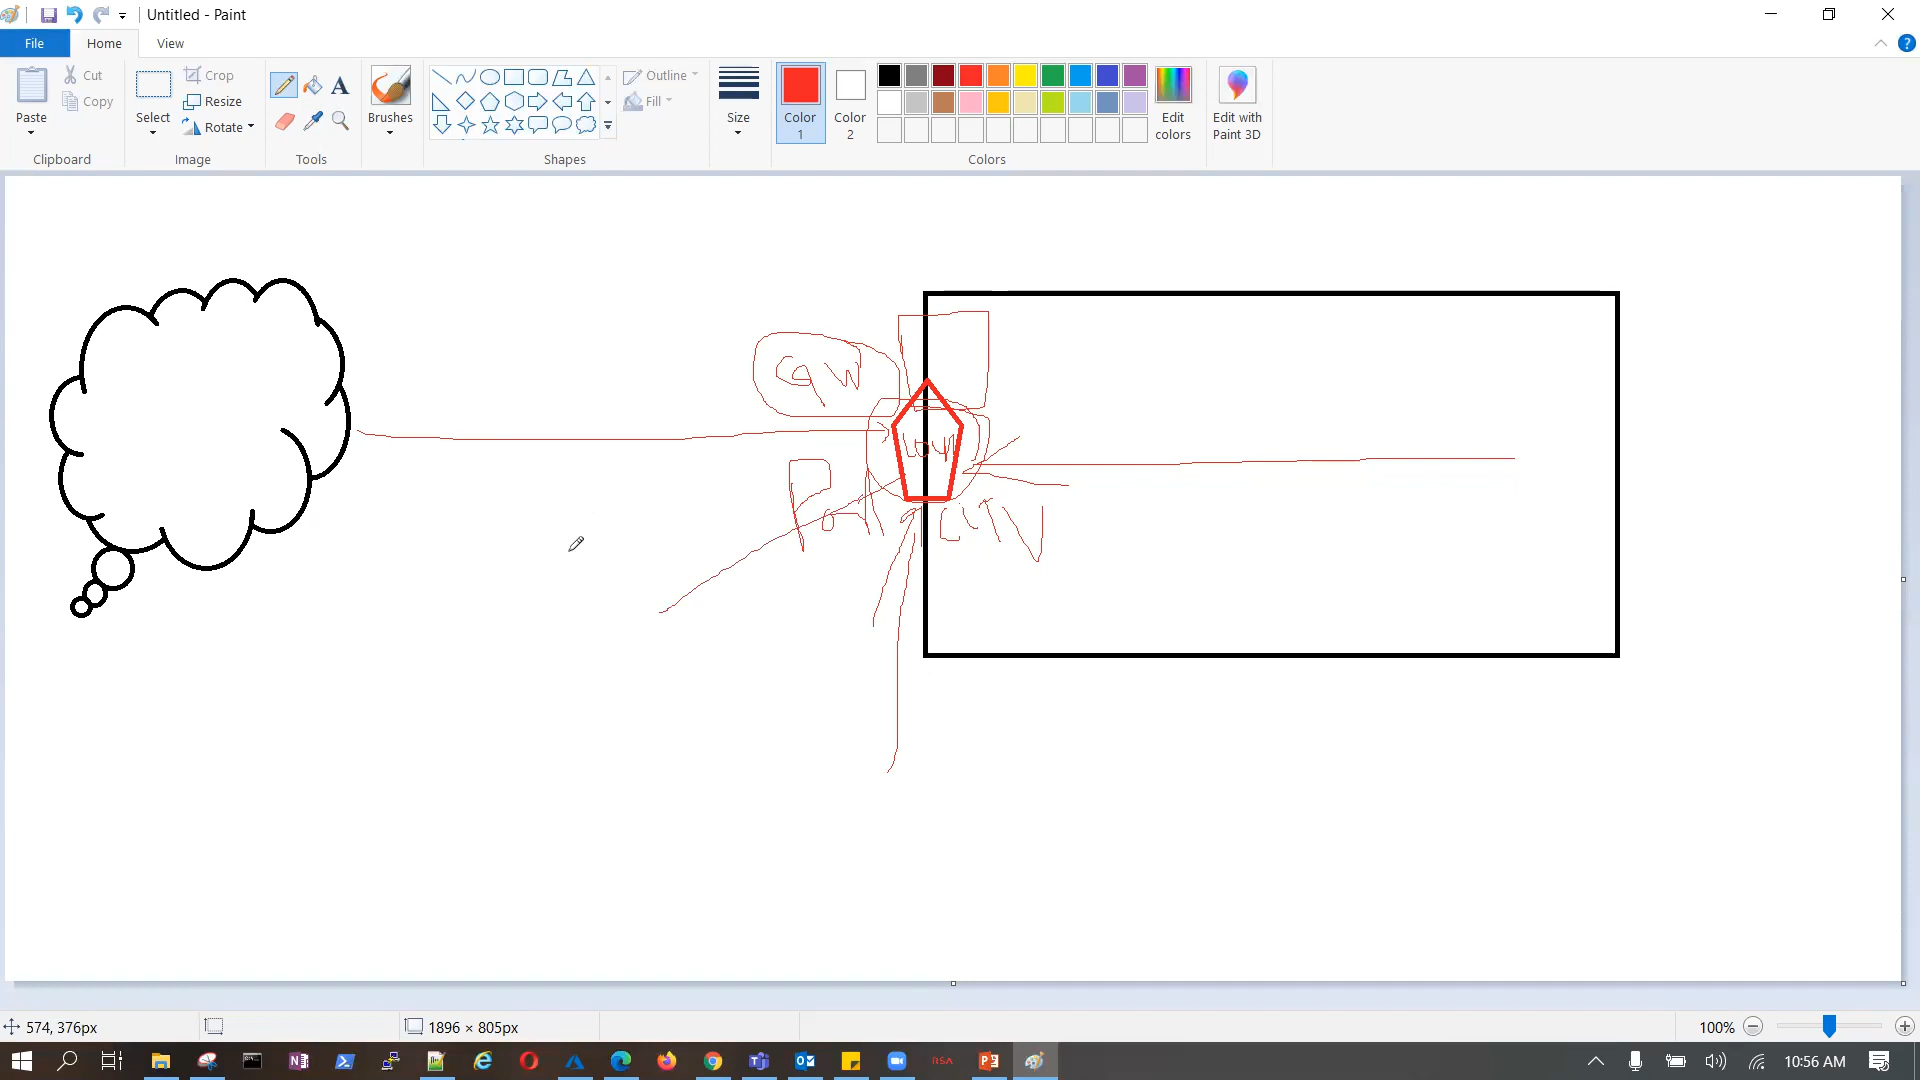 Untitled - Paint
File
Home
View
Paste
Cut
Copy
Clipboard
Select
Crop
Resize
Rotate
Image
Tools
Brushes
Shapes
Outline
Fill
Size
Color
1
Color
2
Colors
Edit
colors
Edit with
Paint 3D
GW
574, 376px
1896 × 805px
100%
RSA
10:56 AM